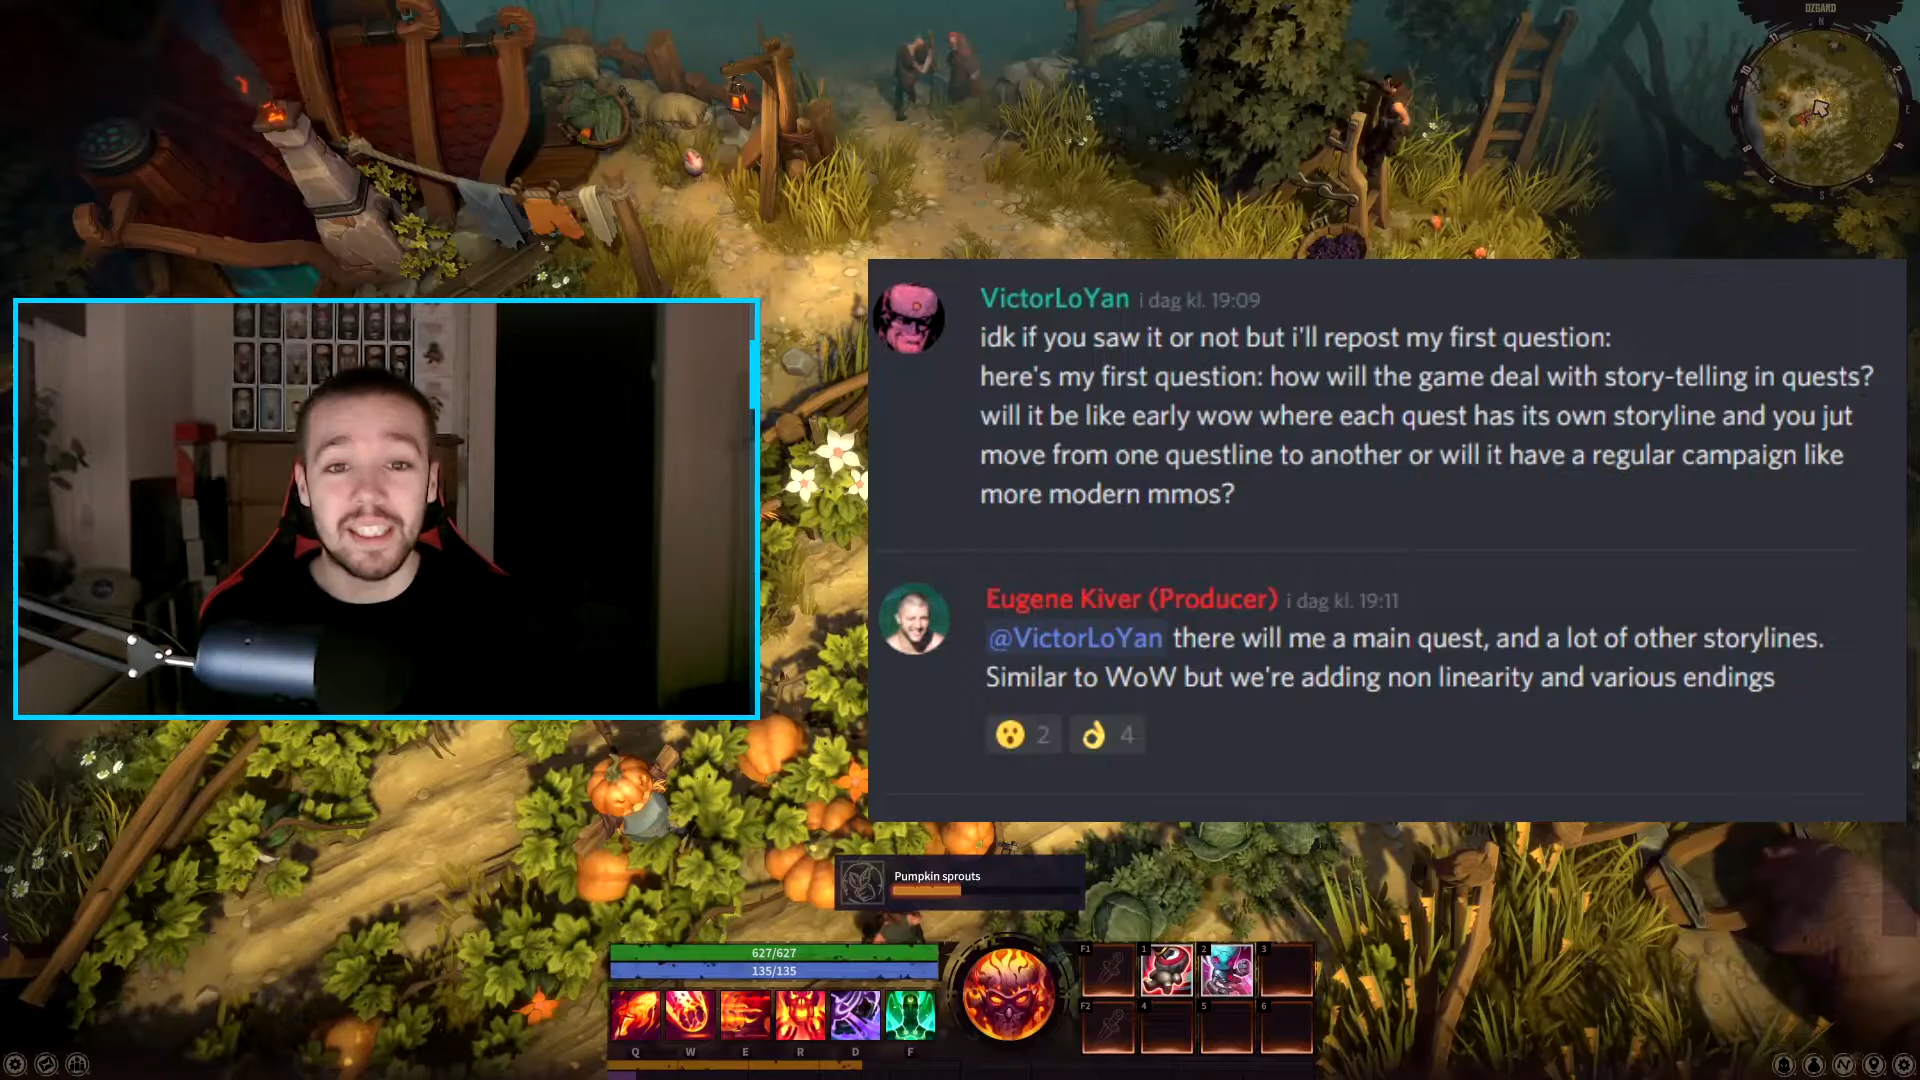 OZGARD
N
VictorLoYan i dag kl. 19:09
idk if you saw it or not but i'll repost my first question:
here's my first question: how will the game deal with story-telling in quests?
will it be like early wow where each quest has its own storyline and you jut
move from one questline to another or will it have a regular campaign like
more modern mmos?
Eugene Kiver (Producer) i dag kl. 19:11
@VictorLoYan there will me a main quest, and a lot of other storylines.
Similar to WoW but we're adding non linearity and various endings
2 4
Pumpkin sprouts
627/627
135/135
F1 1 2 3
F2 4 5 6
Q W E R D F